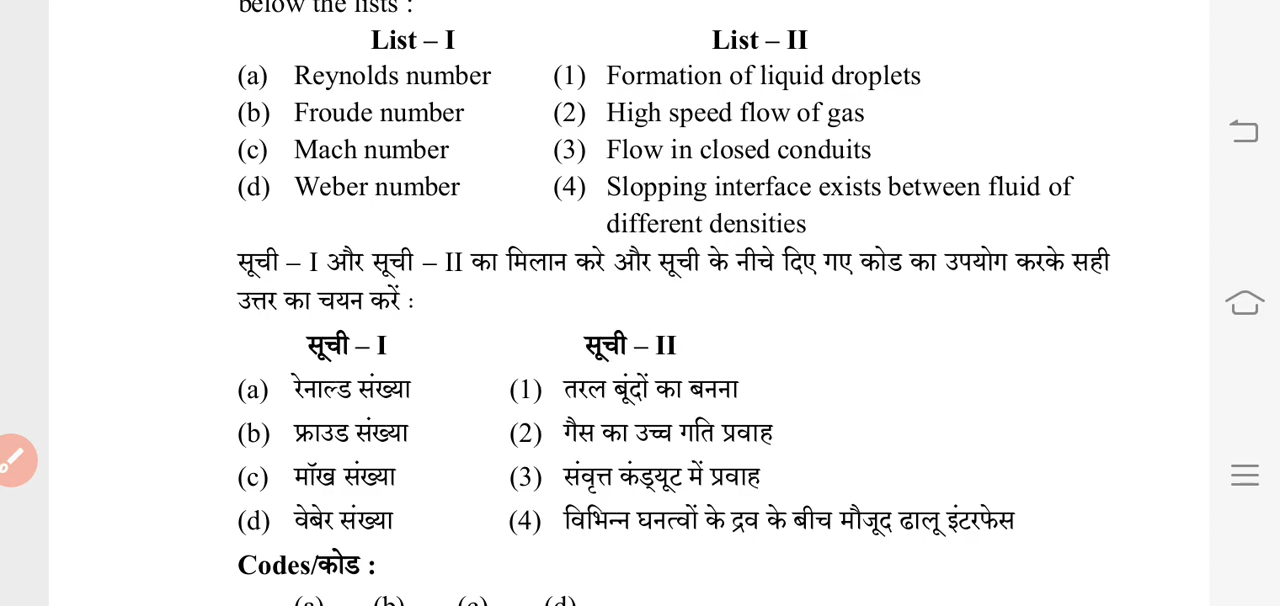 below the lists :
List – I List – II
(a) Reynolds number (1) Formation of liquid droplets
(b) Froude number (2) High speed flow of gas
(c) Mach number (3) Flow in closed conduits
(d) Weber number (4) Slopping interface exists between fluid of
different densities
सूची – I और सूची – II का मिलान करे और सूची के नीचे दिए गए कोड का उपयोग करके सही
उत्तर का चयन करें :
सूची – I सूची – II
(a) रेनाल्ड संख्या (1) तरल बूंदों का बनना
(b) फ्राउड संख्या (2) गैस का उच्च गति प्रवाह
(c) मॉख संख्या (3) संवृत्त कंड्यूट में प्रवाह
(d) वेबेर संख्या (4) विभिन्न घनत्वों के द्रव के बीच मौजूद ढालू इंटरफेस
Codes/कोड :
(a) (b) (c) (d)